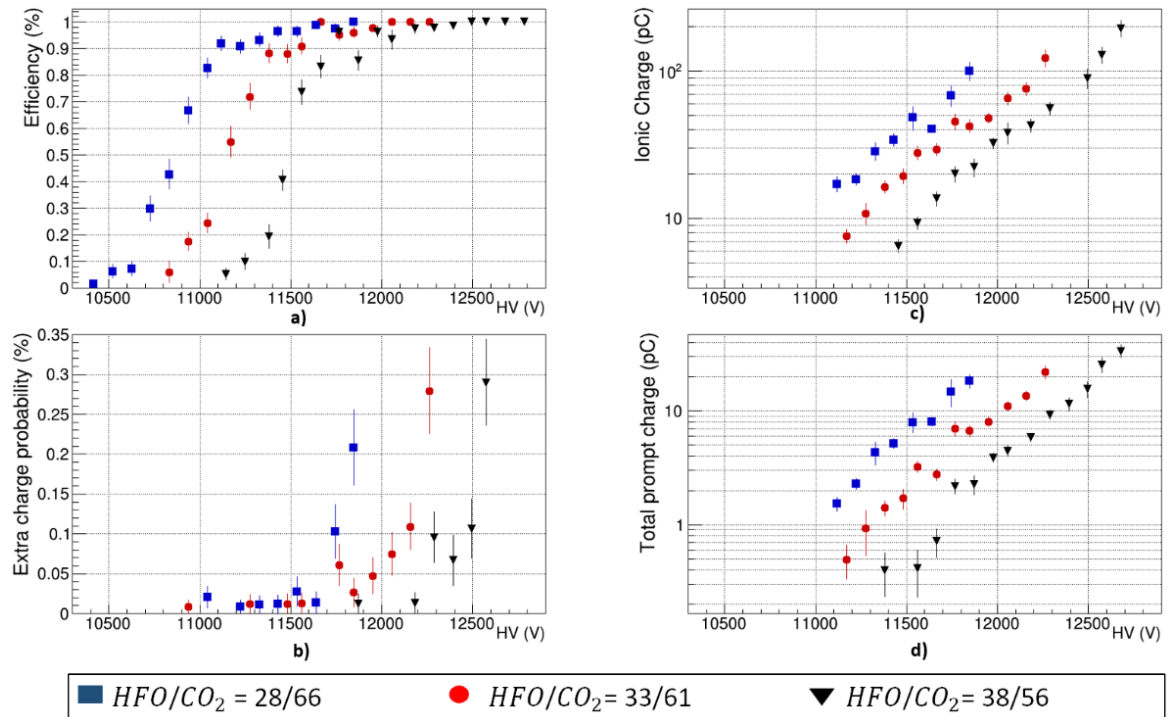 Efficiency (%)
1
0.9
0.8
0.7
0.6
0.5
0.4
0.3
0.2
0.1
0
10500 11000 11500 12000 12500
HV (V)
a)
Ionic Charge (pC)
10²
10
10500 11000 11500 12000 12500
HV (V)
c)
Extra charge probability (%)
0.35
0.3
0.25
0.2
0.15
0.1
0.05
0
10500 11000 11500 12000 12500
HV (V)
b)
Total prompt charge (pC)
10
1
10500 11000 11500 12000 12500
HV (V)
d)
HFO/CO₂ = 28/66 HFO/CO₂ = 33/61 HFO/CO₂= 38/56